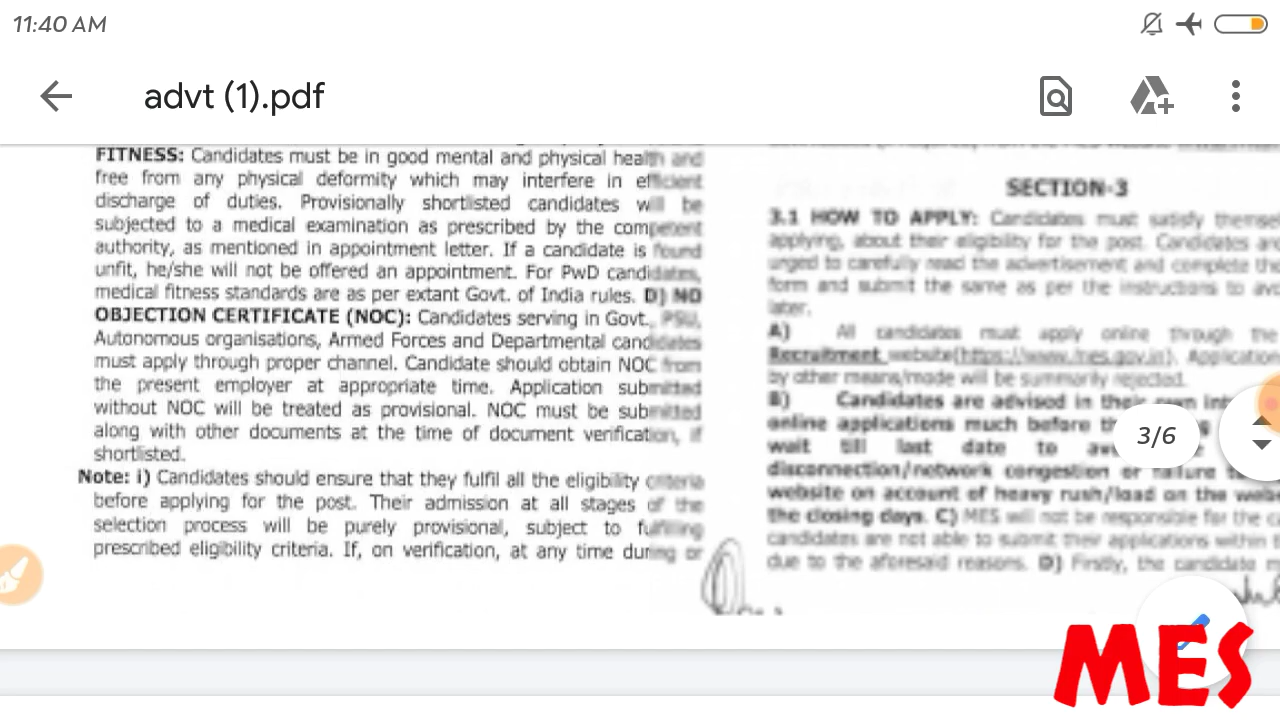 11:40 AM
advt (1).pdf
FITNESS: Candidates must be in good mental and physical health and
free from any physical deformity which may interfere in efficient
discharge of duties. Provisionally shortlisted candidates will be
subjected to a medical examination as prescribed by the competent
authority, as mentioned in appointment letter. If a candidate is found
unfit, he/she will not be offered an appointment. For PwD candidates,
medical fitness standards are as per extant Govt. of India rules. D) NO
OBJECTION CERTIFICATE (NOC): Candidates serving in Govt., PSU,
Autonomous organisations, Armed Forces and Departmental candidates
must apply through proper channel. Candidate should obtain NOC from
the present employer at appropriate time. Application submitted
without NOC will be treated as provisional. NOC must be submitted
along with other documents at the time of document verification, if
shortlisted.
Note: i) Candidates should ensure that they fulfil all the eligibility criteria
before applying for the post. Their admission at all stages of the
selection process will be purely provisional, subject to fulfilling
prescribed eligibility criteria. If, on verification, at any time during or
SECTION-3
3.1 HOW TO APPLY: Candidates must satisfy themse
applying, about their eligibility for the post. Candidates are
urged to carefully read the advertisement and complete the
form and submit the same as per the instructions to avo
later.
A) All candidates must apply online through the
Recruitment website(https://www.mes.gov.in). Application
by other means/mode will be summarily rejected.
B) Candidates are advised in their own int
online applications much before th
wait till last date to avo
disconnection/network congestion or failure
website on account of heavy rush/load on the webs
the closing days. C) MES will not be responsible for the c
candidates are not able to submit their applications within t
due to the aforesaid reasons. D) Firstly, the candidate m
3/6
MES